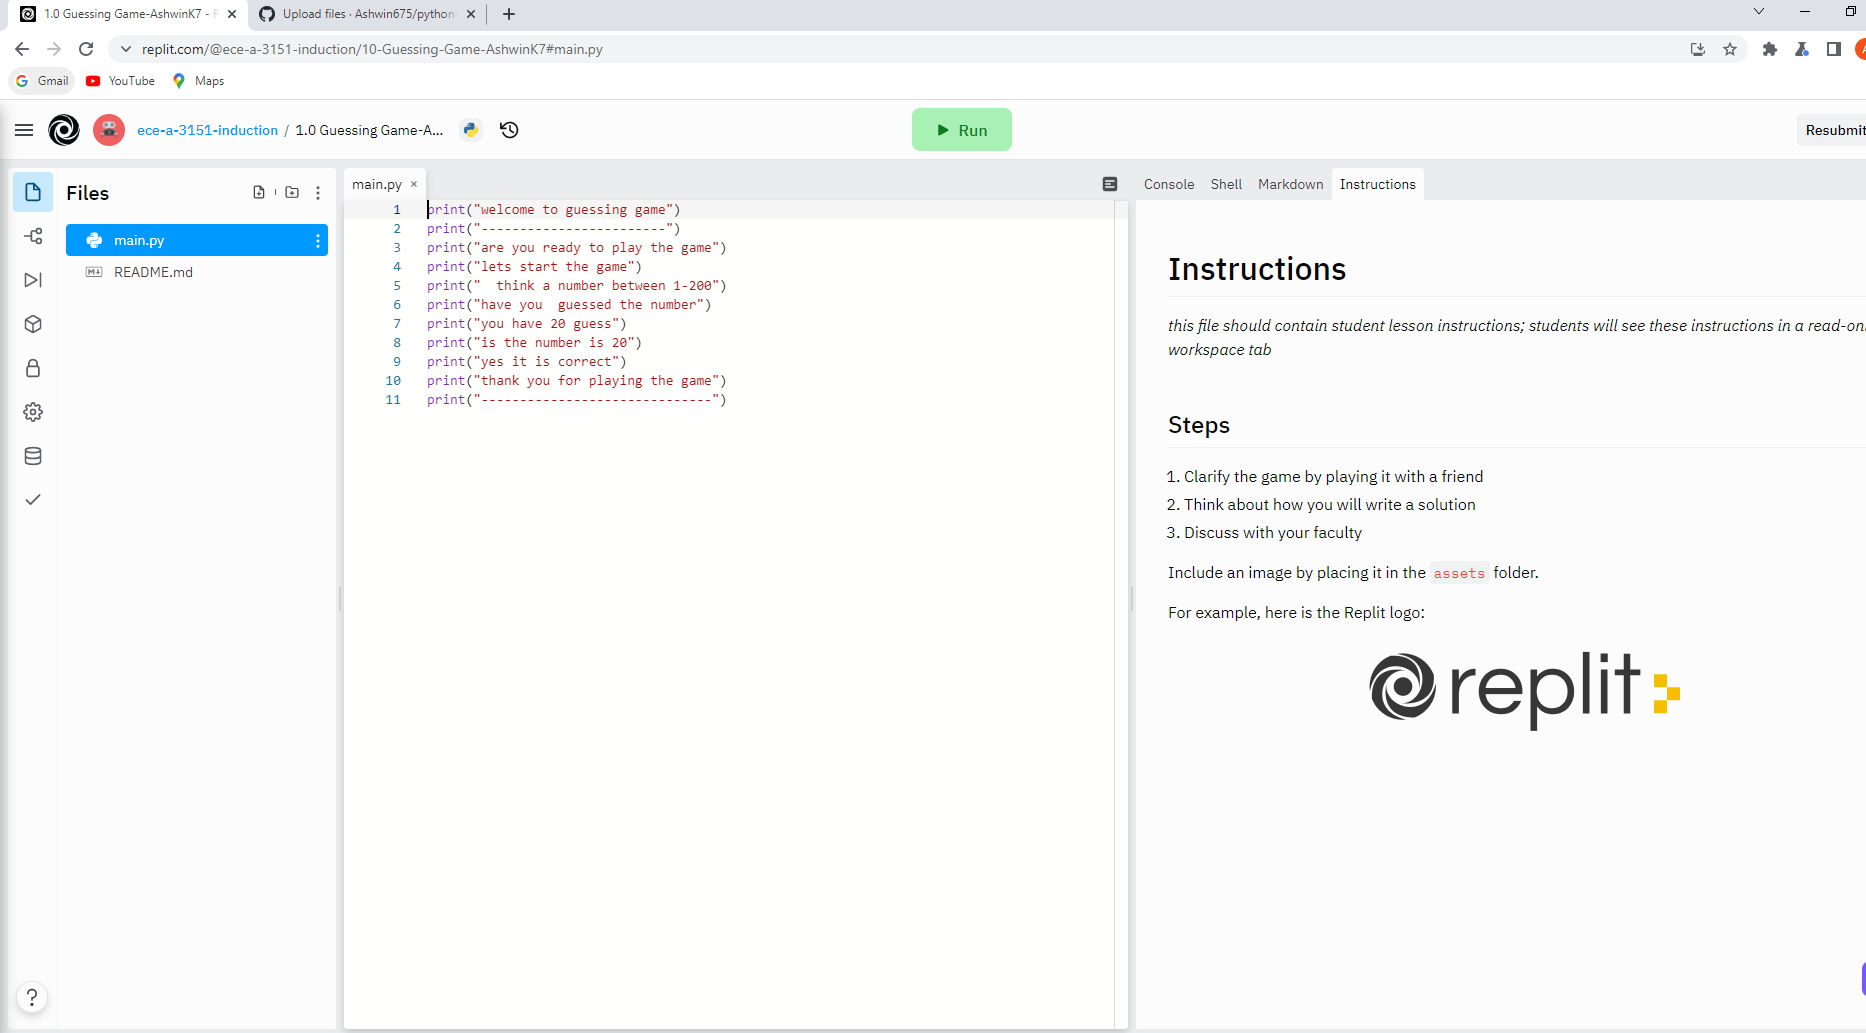 1.0 Guessing Game-AshwinK7 - R
Upload files · Ashwin675/python
replit.com/@ece-a-3151-induction/10-Guessing-Game-AshwinK7#main.py
Gmail YouTube Maps
ece-a-3151-induction / 1.0 Guessing Game-A...
Run
Resubmit
Files
main.py
README.md
main.py ×
1 print("welcome to guessing game")
2 print("------------------------")
3 print("are you ready to play the game")
4 print("lets start the game")
5 print("  think a number between 1-200")
6 print("have you  guessed the number")
7 print("you have 20 guess")
8 print("is the number is 20")
9 print("yes it is correct")
10 print("thank you for playing the game")
11 print("------------------------------")
Console Shell Markdown Instructions
Instructions
this file should contain student lesson instructions; students will see these instructions in a read-onl
workspace tab
Steps
1. Clarify the game by playing it with a friend
2. Think about how you will write a solution
3. Discuss with your faculty
Include an image by placing it in the assets folder.
For example, here is the Replit logo:
replit
?